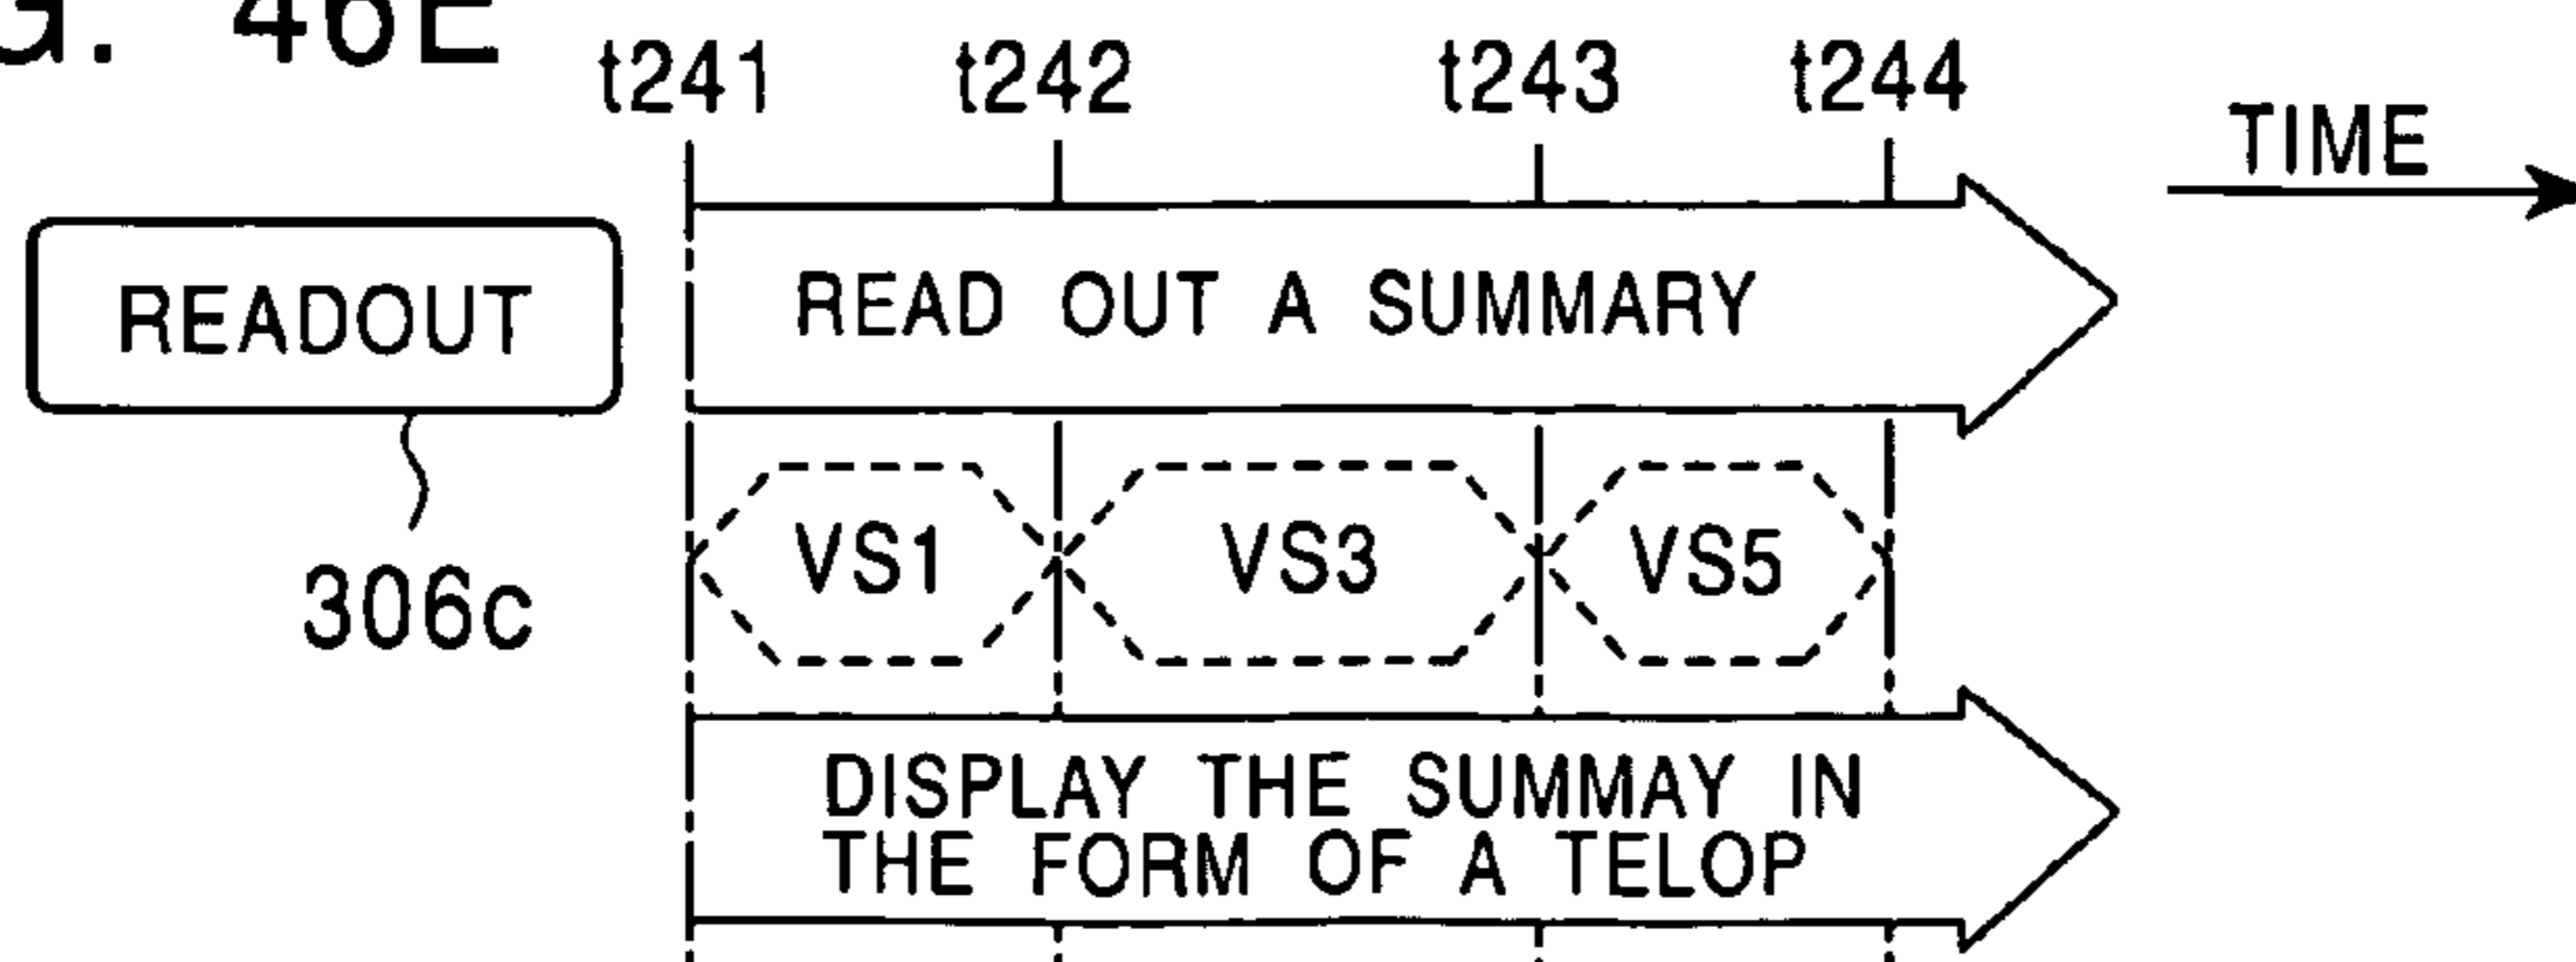 G. 46E
t241 t242 t243 t244
TIME
READOUT
READ OUT A SUMMARY
306c
VS1 VS3 VS5
DISPLAY THE SUMMAY IN
THE FORM OF A TELOP